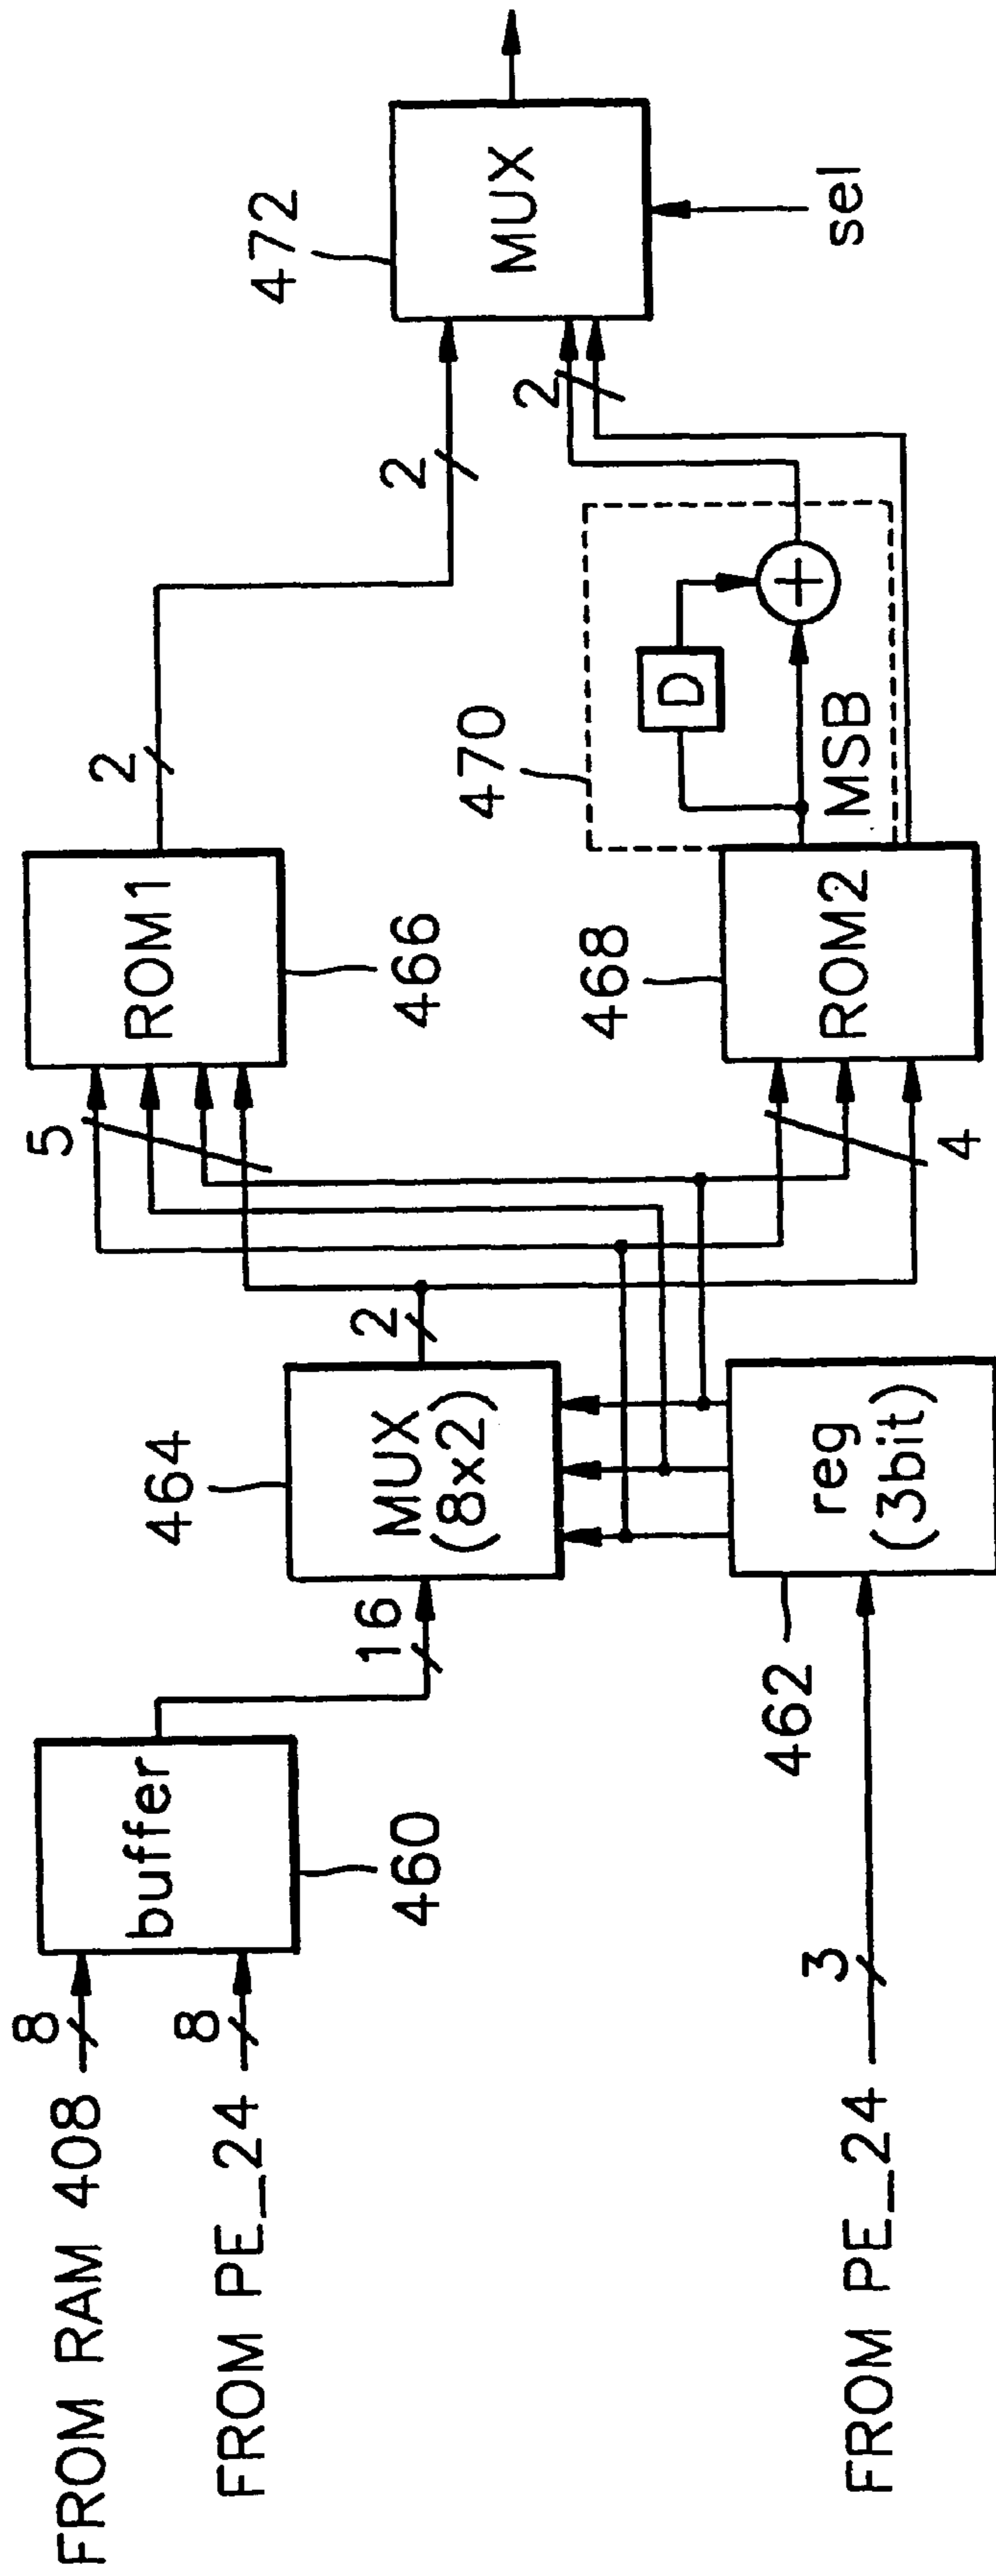 FROM RAM 408
8
FROM PE_24
8
buffer
460
16
464
MUX
(8x2)
2
FROM PE_24
3
462
reg
(3bit)
5
ROM1
466
2
2
4
468
ROM2
470
D
+
MSB
2
472
MUX
sel